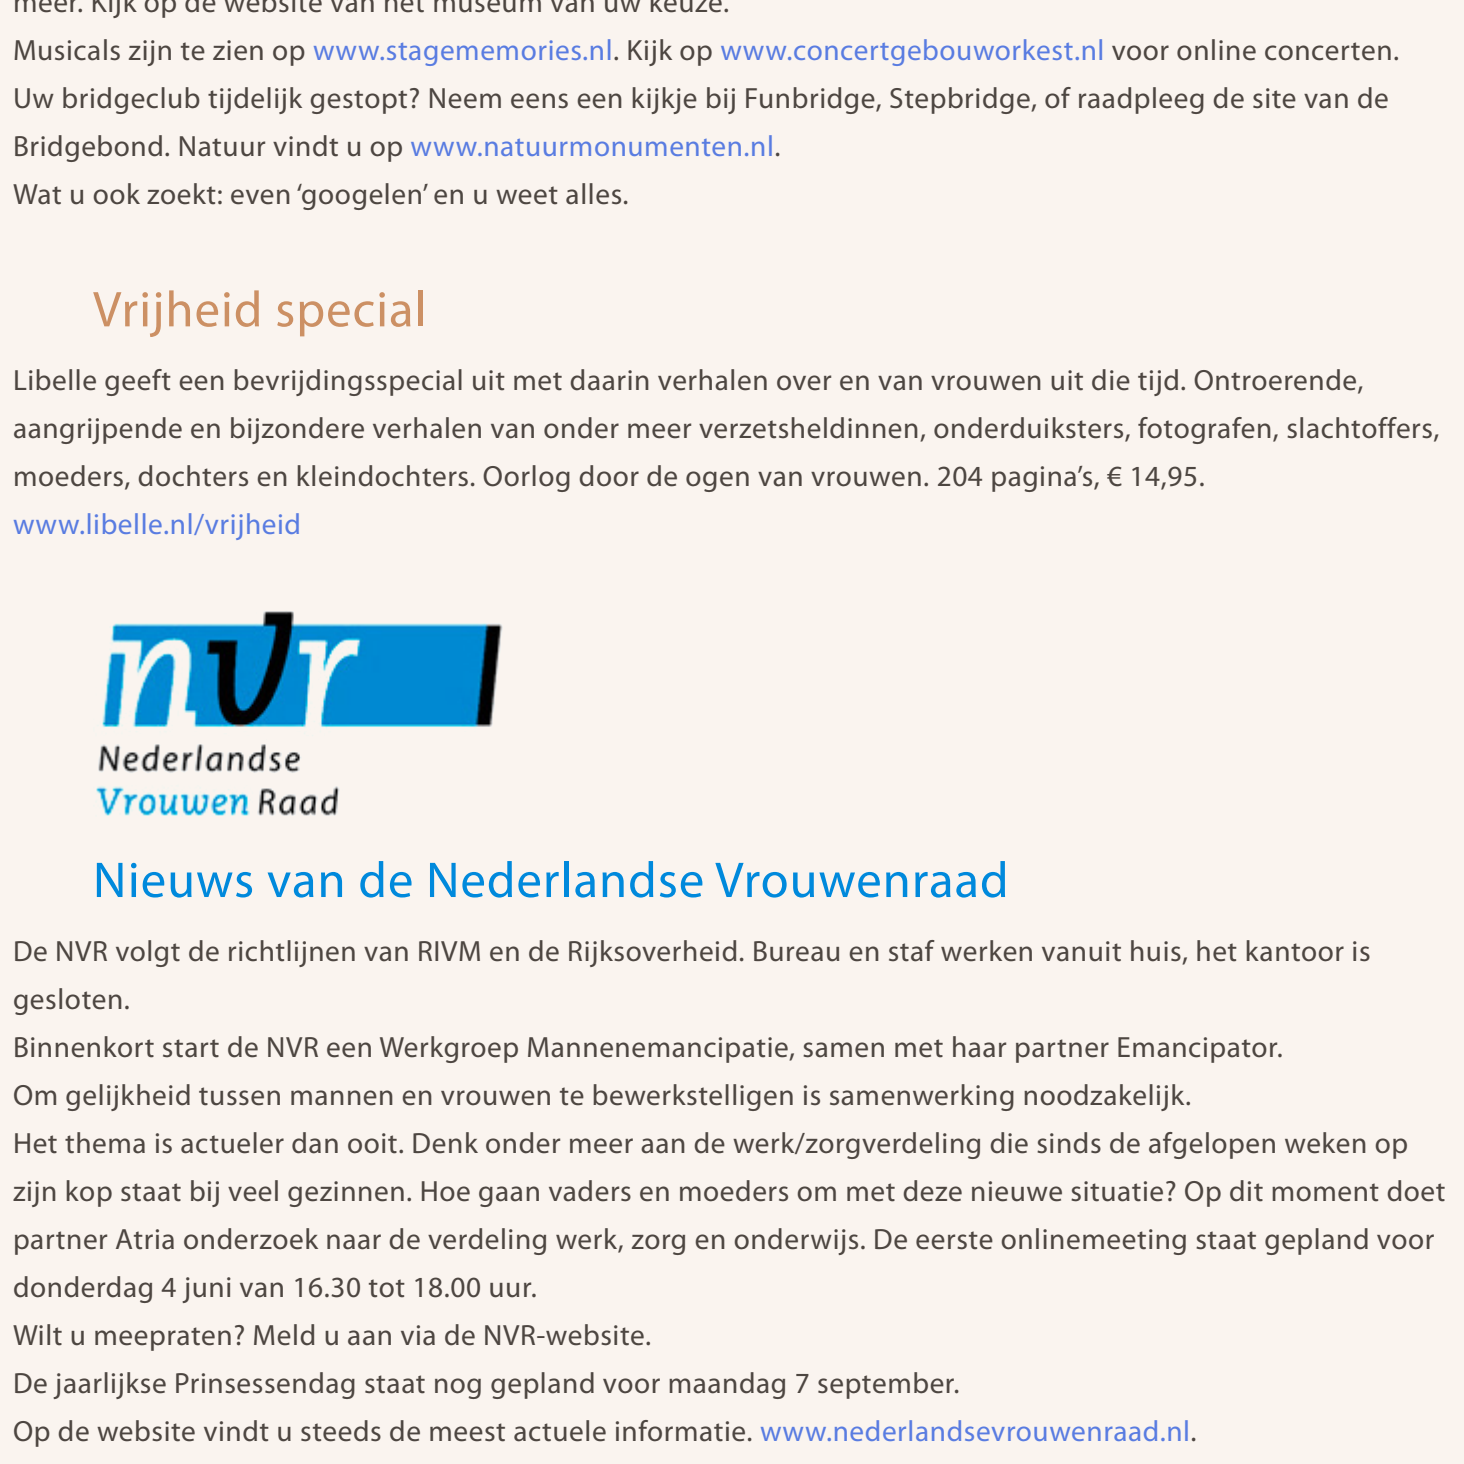 meer. Kijk op de website van het museum van uw keuze.
Musicals zijn te zien op www.stagememories.nl. Kijk op www.concertgebouworkest.nl voor online concerten.
Uw bridgeclub tijdelijk gestopt? Neem eens een kijkje bij Funbridge, Stepbridge, of raadpleeg de site van de
Bridgebond. Natuur vindt u op www.natuurmonumenten.nl.
Wat u ook zoekt: even ‘googelen’ en u weet alles.
Vrijheid special
Libelle geeft een bevrijdingsspecial uit met daarin verhalen over en van vrouwen uit die tijd. Ontroerende,
aangrijpende en bijzondere verhalen van onder meer verzetsheldinnen, onderduiksters, fotografen, slachtoffers,
moeders, dochters en kleindochters. Oorlog door de ogen van vrouwen. 204 pagina’s, € 14,95.
www.libelle.nl/vrijheid
nvr
Nederlandse
Vrouwen Raad
Nieuws van de Nederlandse Vrouwenraad
De NVR volgt de richtlijnen van RIVM en de Rijksoverheid. Bureau en staf werken vanuit huis, het kantoor is
gesloten.
Binnenkort start de NVR een Werkgroep Mannenemancipatie, samen met haar partner Emancipator.
Om gelijkheid tussen mannen en vrouwen te bewerkstelligen is samenwerking noodzakelijk.
Het thema is actueler dan ooit. Denk onder meer aan de werk/zorgverdeling die sinds de afgelopen weken op
zijn kop staat bij veel gezinnen. Hoe gaan vaders en moeders om met deze nieuwe situatie? Op dit moment doet
partner Atria onderzoek naar de verdeling werk, zorg en onderwijs. De eerste onlinemeeting staat gepland voor
donderdag 4 juni van 16.30 tot 18.00 uur.
Wilt u meepraten? Meld u aan via de NVR-website.
De jaarlijkse Prinsessendag staat nog gepland voor maandag 7 september.
Op de website vindt u steeds de meest actuele informatie. www.nederlandsevrouwenraad.nl.